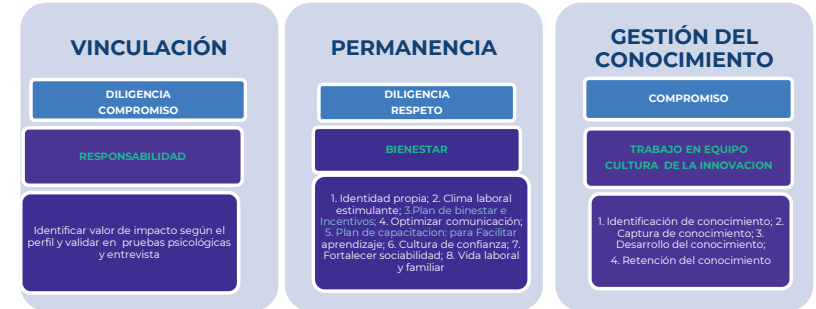 VINCULACIÓN
DILIGENCIA
COMPROMISO
RESPONSABILIDAD
Identificar valor de impacto según el
perfil y validar en pruebas psicológicas
y entrevista
PERMANENCIA
DILIGENCIA
RESPETO
BIENESTAR
1. Identidad propia; 2. Clima laboral
estimulante; 3.Plan de binestar e
Incentivos; 4. Optimizar comunicación;
5. Plan de capacitacion: para Facilitar
aprendizaje; 6. Cultura de confianza; 7.
Fortalecer sociabilidad; 8. Vida laboral
y familiar
GESTIÓN DEL
CONOCIMIENTO
COMPROMISO
TRABAJO EN EQUIPO
CULTURA DE LA INNOVACION
1. Identificación de conocimiento; 2.
Captura de conocimiento; 3.
Desarrollo del conocimiento;
4. Retención del conocimiento